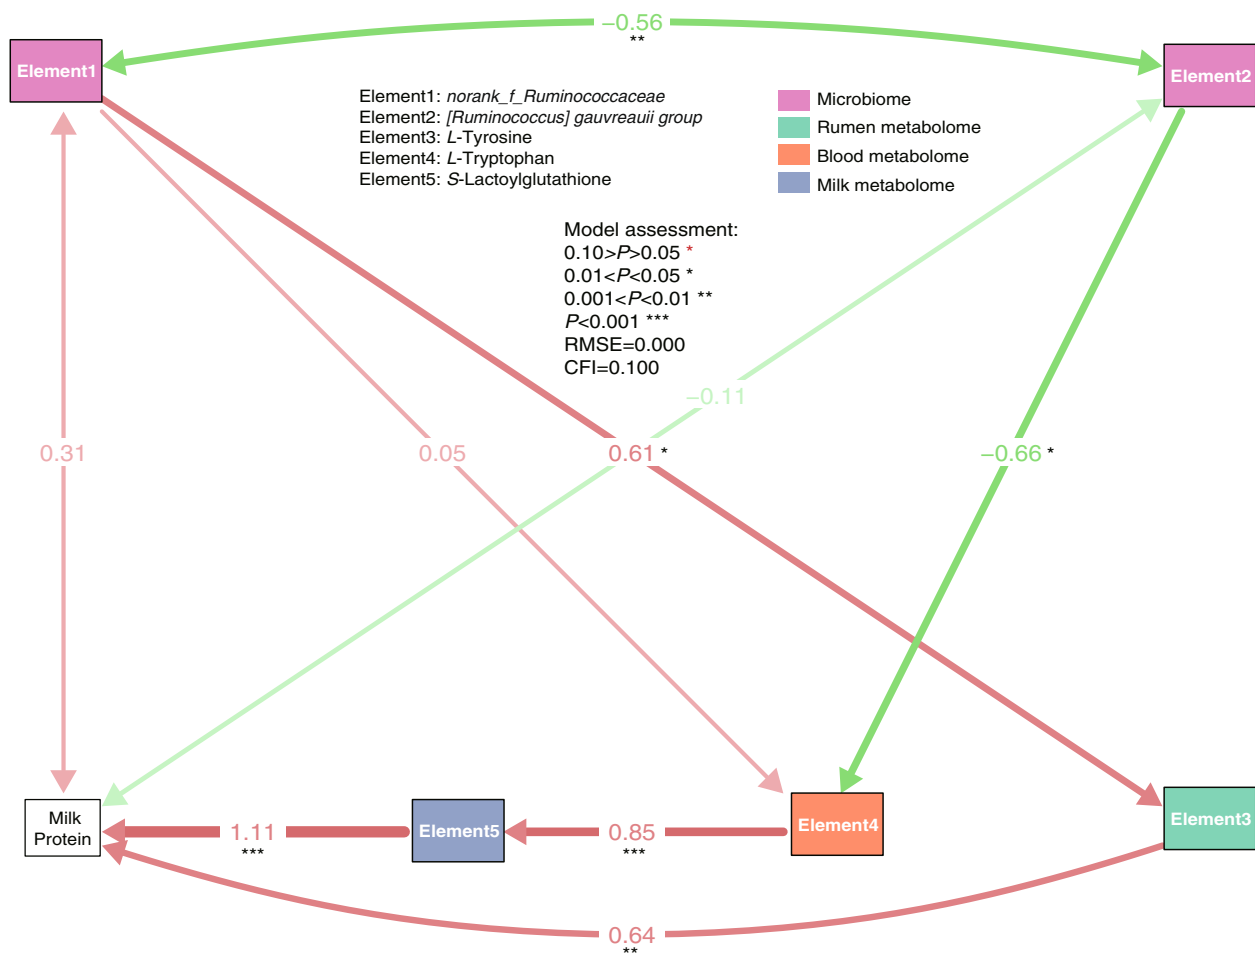 −0.56
**
Element1
Element2
Element1: norank_f_Ruminococcaceae
Element2: [Ruminococcus] gauvreauii group
Element3: L-Tyrosine
Element4: L-Tryptophan
Element5: S-Lactoylglutathione
Microbiome
Rumen metabolome
Blood metabolome
Milk metabolome
Model assessment:
0.10>P>0.05 *
0.01<P<0.05 *
0.001<P<0.01 **
P<0.001 ***
RMSE=0.000
CFI=0.100
−0.11
0.31
0.05
0.61 *
−0.66 *
Milk
Protein
1.11
***
Element5
0.85
***
Element4
Element3
0.64
**